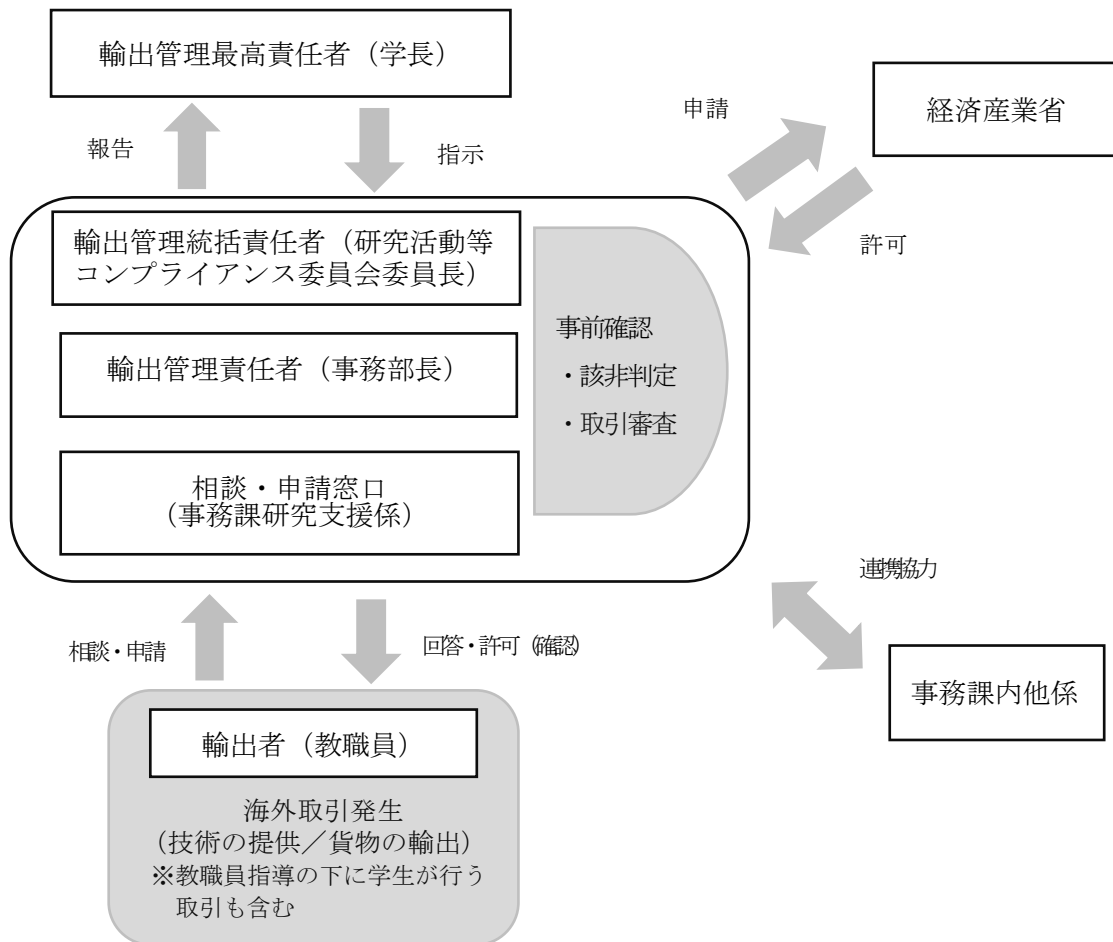 輸出管理最高責任者（学長）
申請
経済産業省
報告
指示
許可
輸出管理統括責任者（研究活動等
コンプライアンス委員会委員長）
事前確認
・該非判定
・取引審査
輸出管理責任者（事務部長）
相談・申請窓口
（事務課研究支援係）
連携協力
相談・申請
回答・許可（確認）
事務課内他係
輸出者（教職員）
海外取引発生
（技術の提供／貨物の輸出）
※教職員指導の下に学生が行う
取引も含む